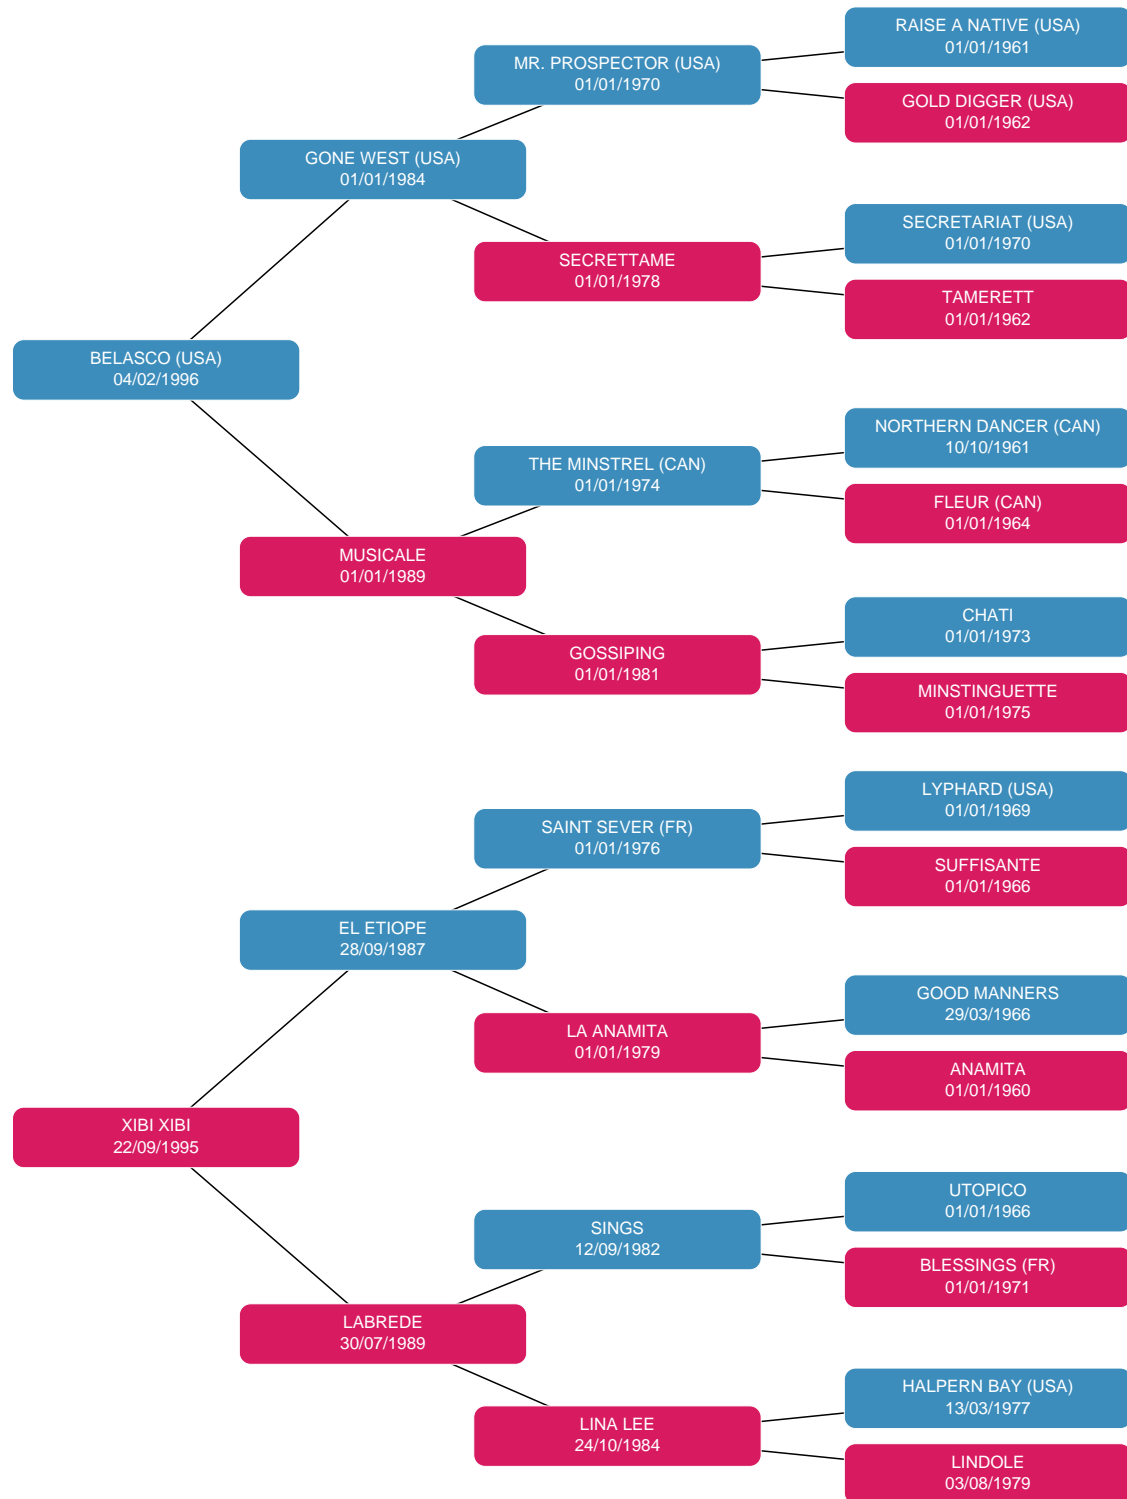 RAISE A NATIVE (USA)
01/01/1961
MR. PROSPECTOR (USA)
01/01/1970
GOLD DIGGER (USA)
01/01/1962
GONE WEST (USA)
01/01/1984
SECRETARIAT (USA)
01/01/1970
SECRETTAME
01/01/1978
TAMERETT
01/01/1962
BELASCO (USA)
04/02/1996
NORTHERN DANCER (CAN)
10/10/1961
THE MINSTREL (CAN)
01/01/1974
FLEUR (CAN)
01/01/1964
MUSICALE
01/01/1989
CHATI
01/01/1973
GOSSIPING
01/01/1981
MINSTINGUETTE
01/01/1975
LYPHARD (USA)
01/01/1969
SAINT SEVER (FR)
01/01/1976
SUFFISANTE
01/01/1966
EL ETIOPE
28/09/1987
GOOD MANNERS
29/03/1966
LA ANAMITA
01/01/1979
ANAMITA
01/01/1960
XIBI XIBI
22/09/1995
UTOPICO
01/01/1966
SINGS
12/09/1982
BLESSINGS (FR)
01/01/1971
LABREDE
30/07/1989
HALPERN BAY (USA)
13/03/1977
LINA LEE
24/10/1984
LINDOLE
03/08/1979